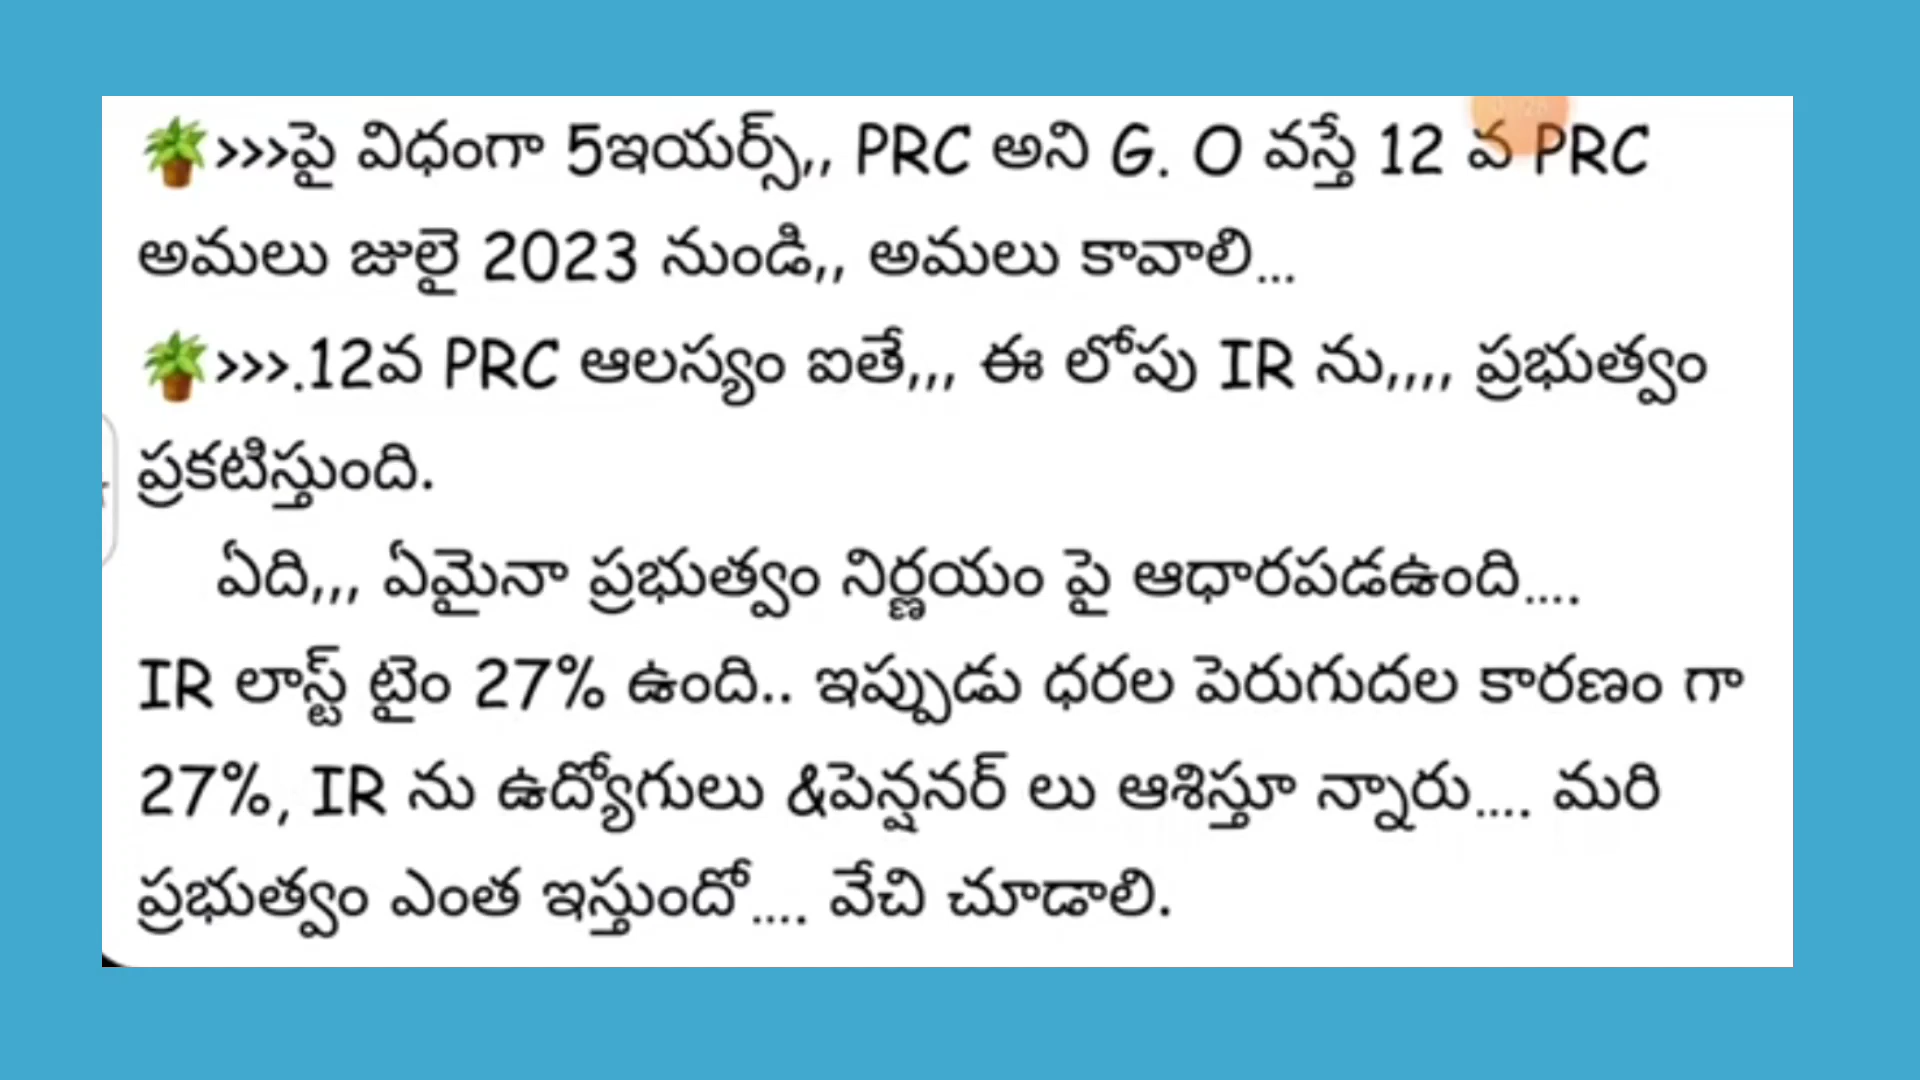 🪴>>>పై విధంగా 5ఇయర్స్,, PRC అని G. O వస్తే 12 వ PRC
అమలు జులై 2023 నుండి,, అమలు కావాలి...
🪴>>>.12వ PRC ఆలస్యం ఐతే,,, ఈ లోపు IR ను,,,, ప్రభుత్వం
ప్రకటిస్తుంది.
ఏది,,, ఏమైనా ప్రభుత్వం నిర్ణయం పై ఆధారపడఉంది....
IR లాస్ట్ టైం 27% ఉంది.. ఇప్పుడు ధరల పెరుగుదల కారణం గా
27%, IR ను ఉద్యోగులు &పెన్షనర్ లు ఆశిస్తూ న్నారు.... మరి
ప్రభుత్వం ఎంత ఇస్తుందో.... వేచి చూడాలి.